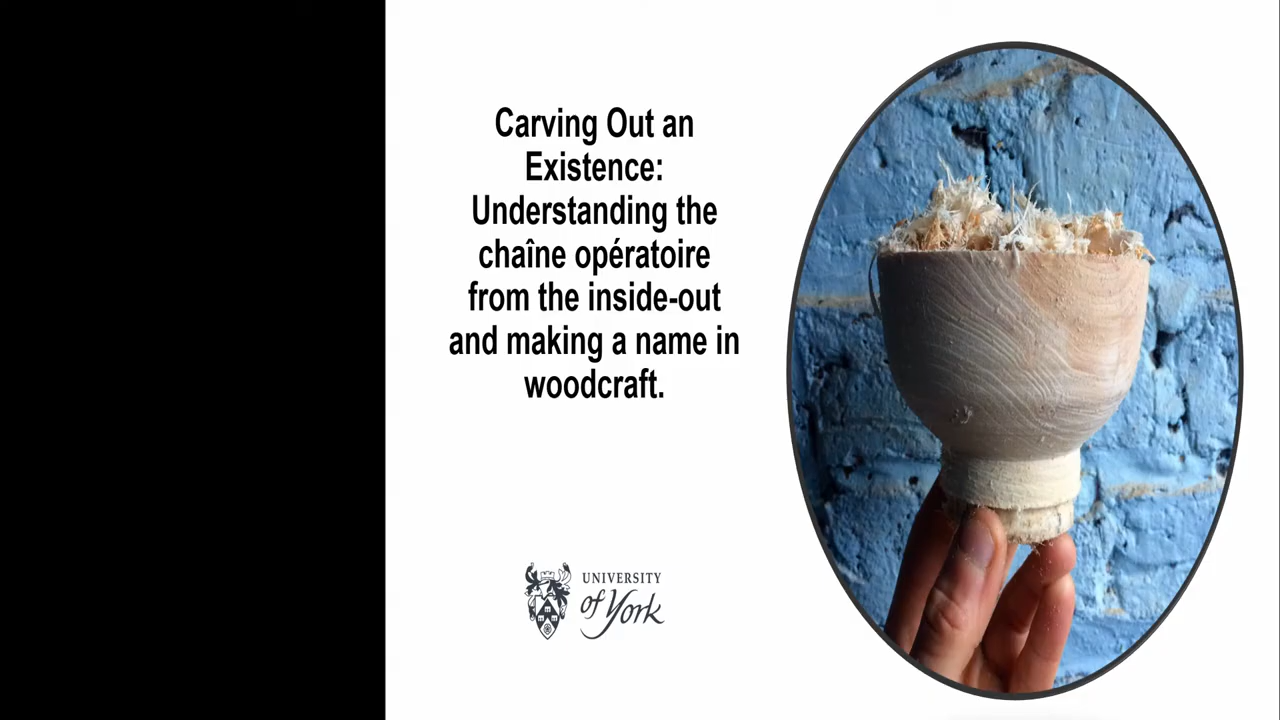 Carving Out an
Existence:
Understanding the
chaîne opératoire
from the inside-out
and making a name in
woodcraft.
UNIVERSITY
of York